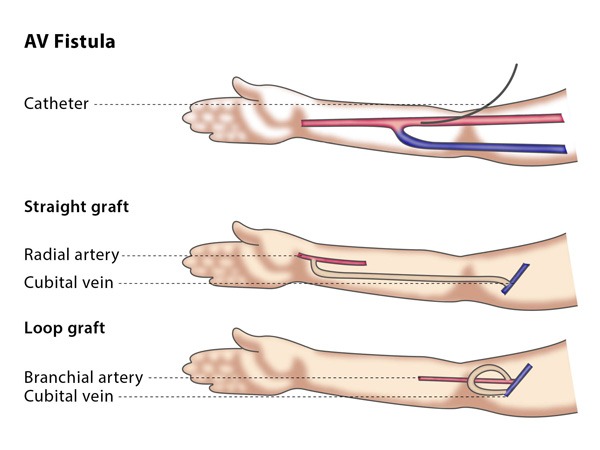 AV Fistula
Catheter
Straight graft
Radial artery
Cubital vein
Loop graft
Branchial artery
Cubital vein